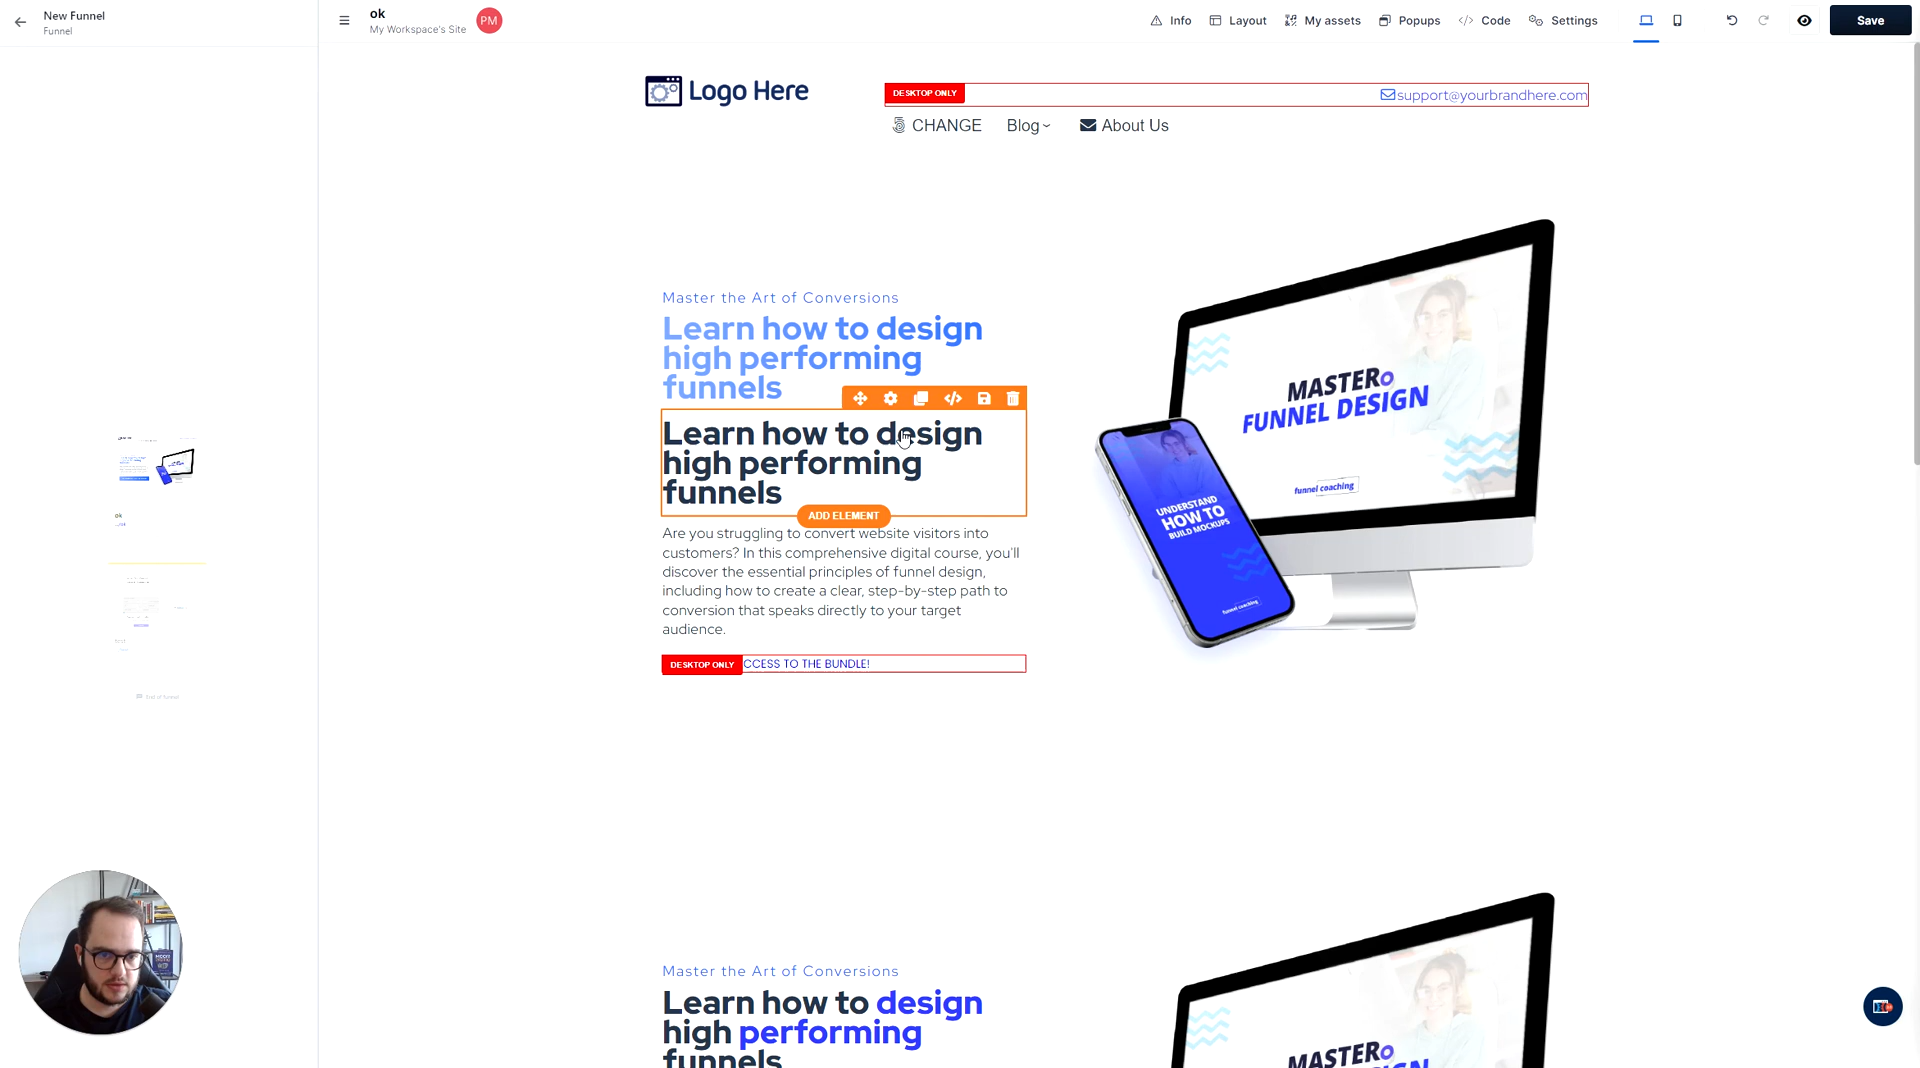 New Funnel
Funnel
ok
My Workspace's Site
PM
Info
Layout
My assets
Popups
Code
Settings
Save
Logo Here
DESKTOP ONLY
support@yourbrandhere.com
CHANGE
Blog
About Us
Master the Art of Conversions
Learn how to design
high performing
funnels
Learn how to design
high performing
funnels
ADD ELEMENT
Are you struggling to convert website visitors into
customers? In this comprehensive digital course, you'll
discover the essential principles of funnel design,
including how to create a clear, step-by-step path to
conversion that speaks directly to your target
audience.
DESKTOP ONLY
CCESS TO THE BUNDLE!
MASTER
FUNNEL DESIGN
funnel coaching
UNDERSTAND
HOW TO
BUILD MOCKUPS
funnel coaching
ok
End of funnel
Master the Art of Conversions
Learn how to design
high performing
funnels
MASTER